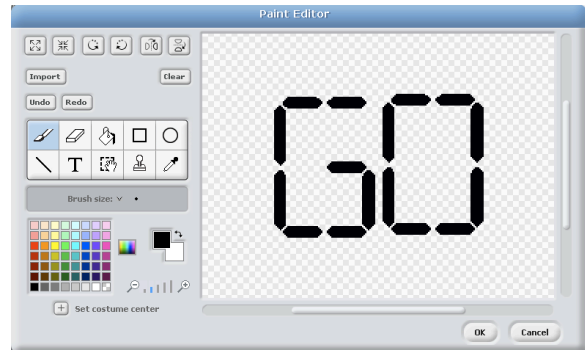 Paint Editor
Import
Clear
Undo
Redo
T
Brush size:
Set costume center
GO
OK
Cancel